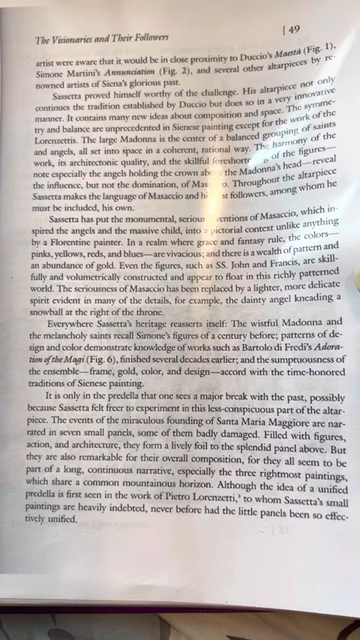 The Visionaries and Their Followers | 49
artist were aware that it would be in close proximity to Duccio's Maestà (Fig. 1),
Simone Martini's Annunciation (Fig. 2), and several other altarpieces by re-
nowned artists of Siena's glorious past.
Sassetta proved himself worthy of the challenge. His altarpiece not only
continues the tradition established by Duccio but does so in a very innovative
manner. It contains many new ideas about composition and space. The symme-
try and balance are unprecedented in Sienese painting except for the work of the
Lorenzettis. The large Madonna is the center of a balanced grouping of saints
and angels, all set into space in a coherent, rational way. The harmony of the
work, its architectonic quality, and the skillful foreshort of the figures—
note especially the angels holding the crown the Madonna's head—reveal
the influence, but not the domination, of Throughout the altarpiece
Sassetta makes the language of Masaccio and st followers, among whom he
must be included, his own.
Sassetta has put the monumental, serious entions of Masaccio, which in-
spired the angels and the massive child, into pictorial context unlike anything
by a Florentine painter. In a realm where grace and fantasy rule, the colors—
pinks, yellows, reds, and blues—are vivacious; and there is a wealth of pattern and
an abundance of gold. Even the figures, such as SS. John and Francis, are skill-
fully and volumetrically constructed and appear to float in this richly patterned
world. The seriousness of Masaccio has been replaced by a lighter, more delicate
spirit evident in many of the details, for example, the dainty angel kneading a
snowball at the right of the throne.
Everywhere Sassetta's heritage reasserts itself: The wistful Madonna and
the melancholy saints recall Simone's figures of a century before; patterns of de-
sign and color demonstrate knowledge of works such as Bartolo di Fredi's Adora-
tion of the Magi (Fig. 6), finished several decades earlier; and the sumptuousness of
the ensemble—frame, gold, color, and design—accord with the time-honored
traditions of Sienese painting.
It is only in the predella that one sees a major break with the past, possibly
because Sassetta felt freer to experiment in this less-conspicuous part of the altar-
piece. The events of the miraculous founding of Santa Maria Maggiore are nar-
rated in seven small panels, some of them badly damaged. Filled with figures,
action, and architecture, they form a lively foil to the splendid panel above. But
they are also remarkable for their overall composition, for they all seem to be
part of a long, continuous narrative, especially the three rightmost paintings,
which share a common mountainous horizon. Although the idea of a unified
predella is first seen in the work of Pietro Lorenzetti, to whom Sassetta's small
paintings are heavily indebted, never before had the little panels been so effec-
tively unified.